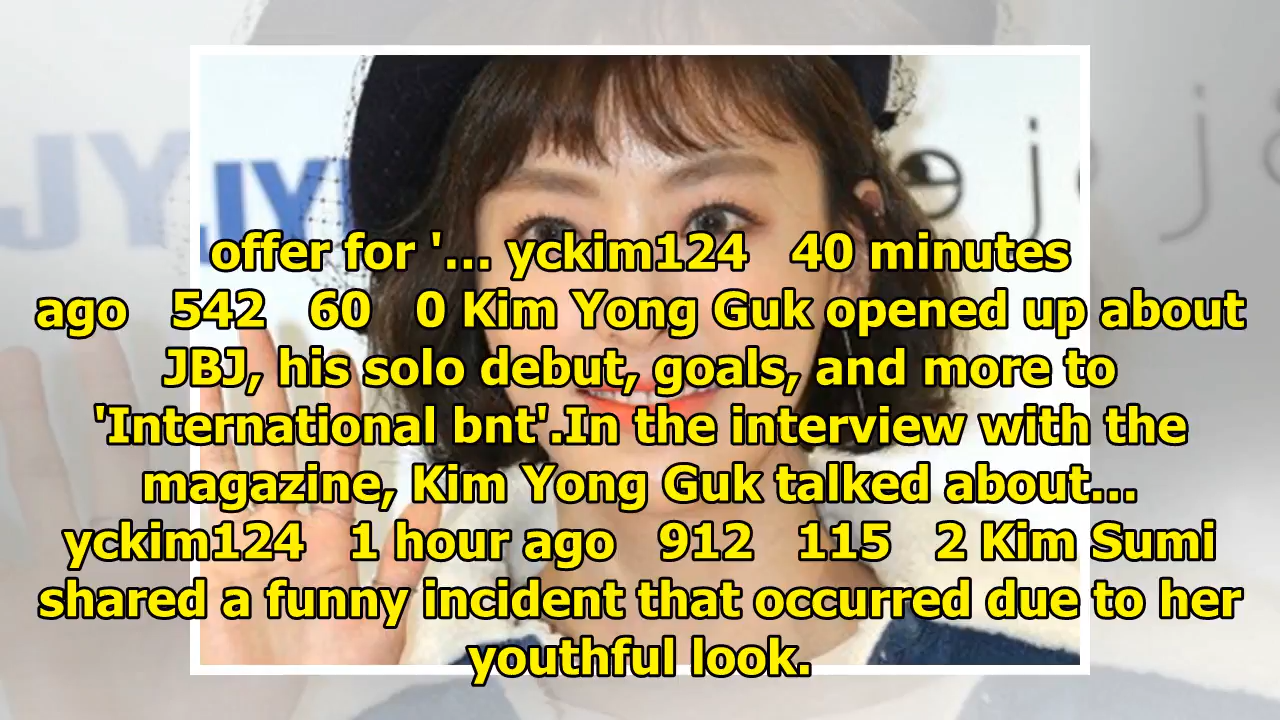 JY
JY
e j e
j e
offer for '... yckim124 40 minutes
ago 542 60 0 Kim Yong Guk opened up about
JBJ, his solo debut, goals, and more to
'International bnt'.In the interview with the
magazine, Kim Yong Guk talked about...
yckim124 1 hour ago 912 115 2 Kim Sumi
shared a funny incident that occurred due to her
youthful look.